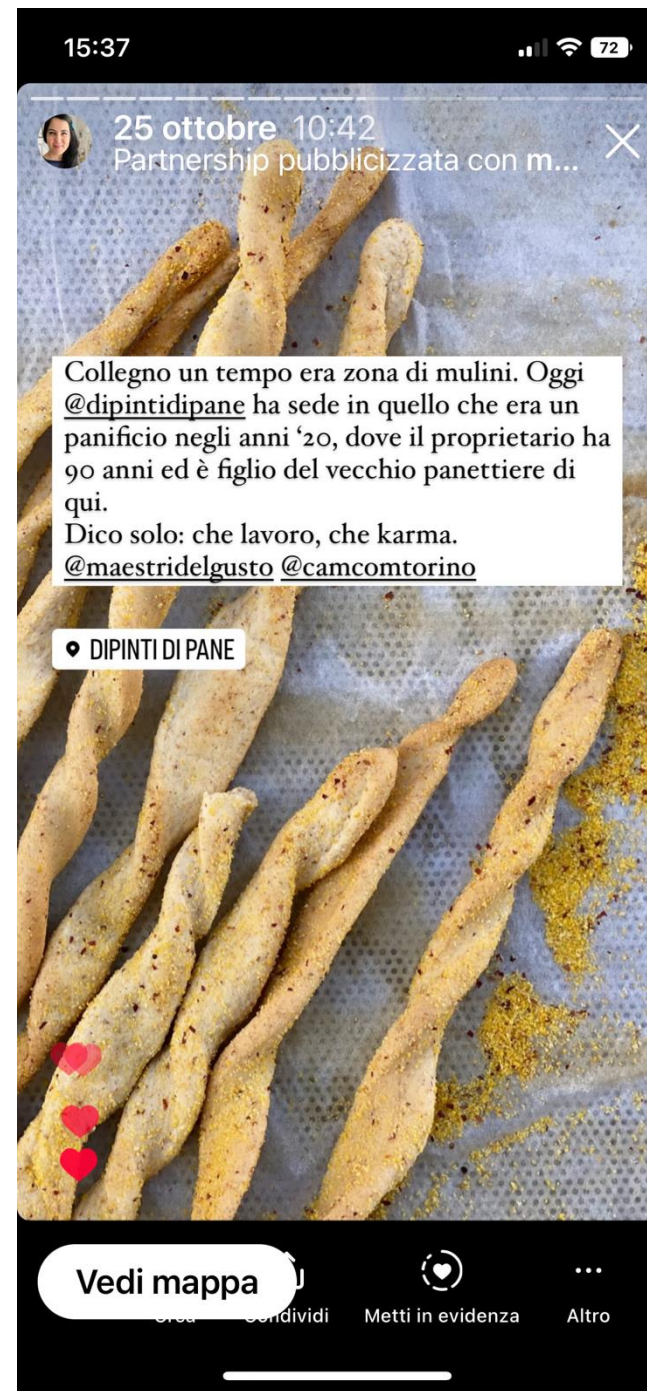 15:37
72
25 ottobre 10:42
Partnership pubblicizzata con m...
Collegno un tempo era zona di mulini. Oggi
@dipintidipane ha sede in quello che era un
panificio negli anni ‘20, dove il proprietario ha
90 anni ed è figlio del vecchio panettiere di
qui.
Dico solo: che lavoro, che karma.
@maestridelgusto @camcomtorino
DIPINTI DI PANE
Vedi mappa
Metti in evidenza
Altro